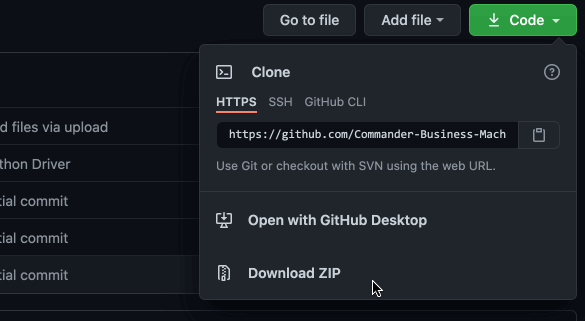 Go to file
Add file
Code
Clone
HTTPS SSH GitHub CLI
https://github.com/Commander-Business-Mach
Use Git or checkout with SVN using the web URL.
Open with GitHub Desktop
Download ZIP
d files via upload
thon Driver
tial commit
tial commit
tial commit